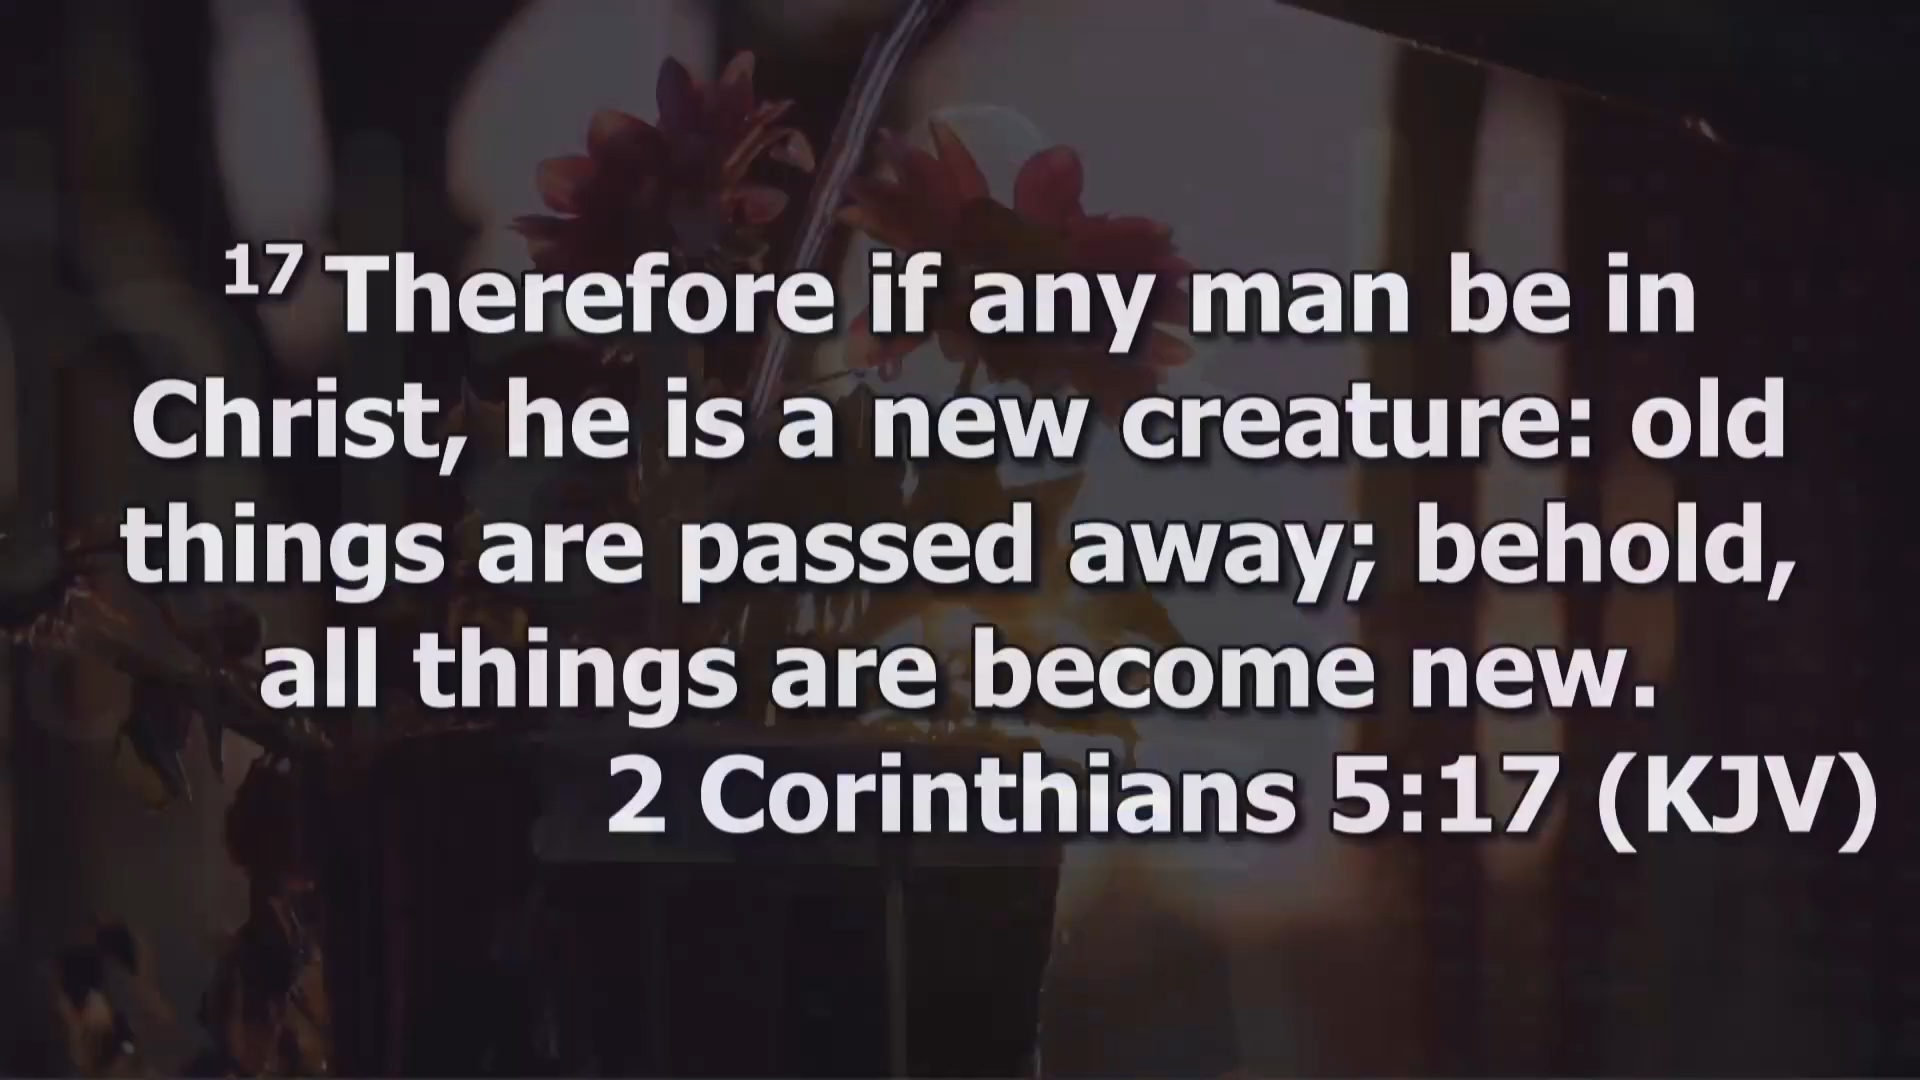 17 Therefore if any man be in
Christ, he is a new creature: old
things are passed away; behold,
all things are become new.
2 Corinthians 5:17 (KJV)